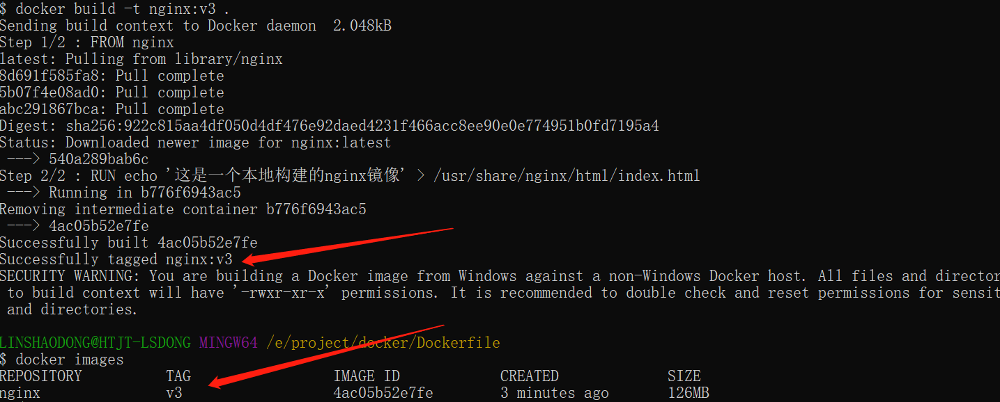 $ docker build -t nginx:v3 .
Sending build context to Docker daemon  2.048kB
Step 1/2 : FROM nginx
latest: Pulling from library/nginx
8d691f585fa8: Pull complete
5b07f4e08ad0: Pull complete
abc291867bca: Pull complete
Digest: sha256:922c815aa4df050d4df476e92daed4231f466acc8ee90e0e774951b0fd7195a4
Status: Downloaded newer image for nginx:latest
 ---> 540a289bab6c
Step 2/2 : RUN echo '这是一个本地构建的nginx镜像' > /usr/share/nginx/html/index.html
 ---> Running in b776f6943ac5
Removing intermediate container b776f6943ac5
 ---> 4ac05b52e7fe
Successfully built 4ac05b52e7fe
Successfully tagged nginx:v3
SECURITY WARNING: You are building a Docker image from Windows against a non-Windows Docker host. All files and director
 to build context will have '-rwxr-xr-x' permissions. It is recommended to double check and reset permissions for sensit
 and directories.
LINSHAODONG@HTJT-LSDONG MINGW64 /e/project/docker/Dockerfile
$ docker images
REPOSITORY          TAG                 IMAGE ID            CREATED             SIZE
nginx               v3                  4ac05b52e7fe        3 minutes ago       126MB